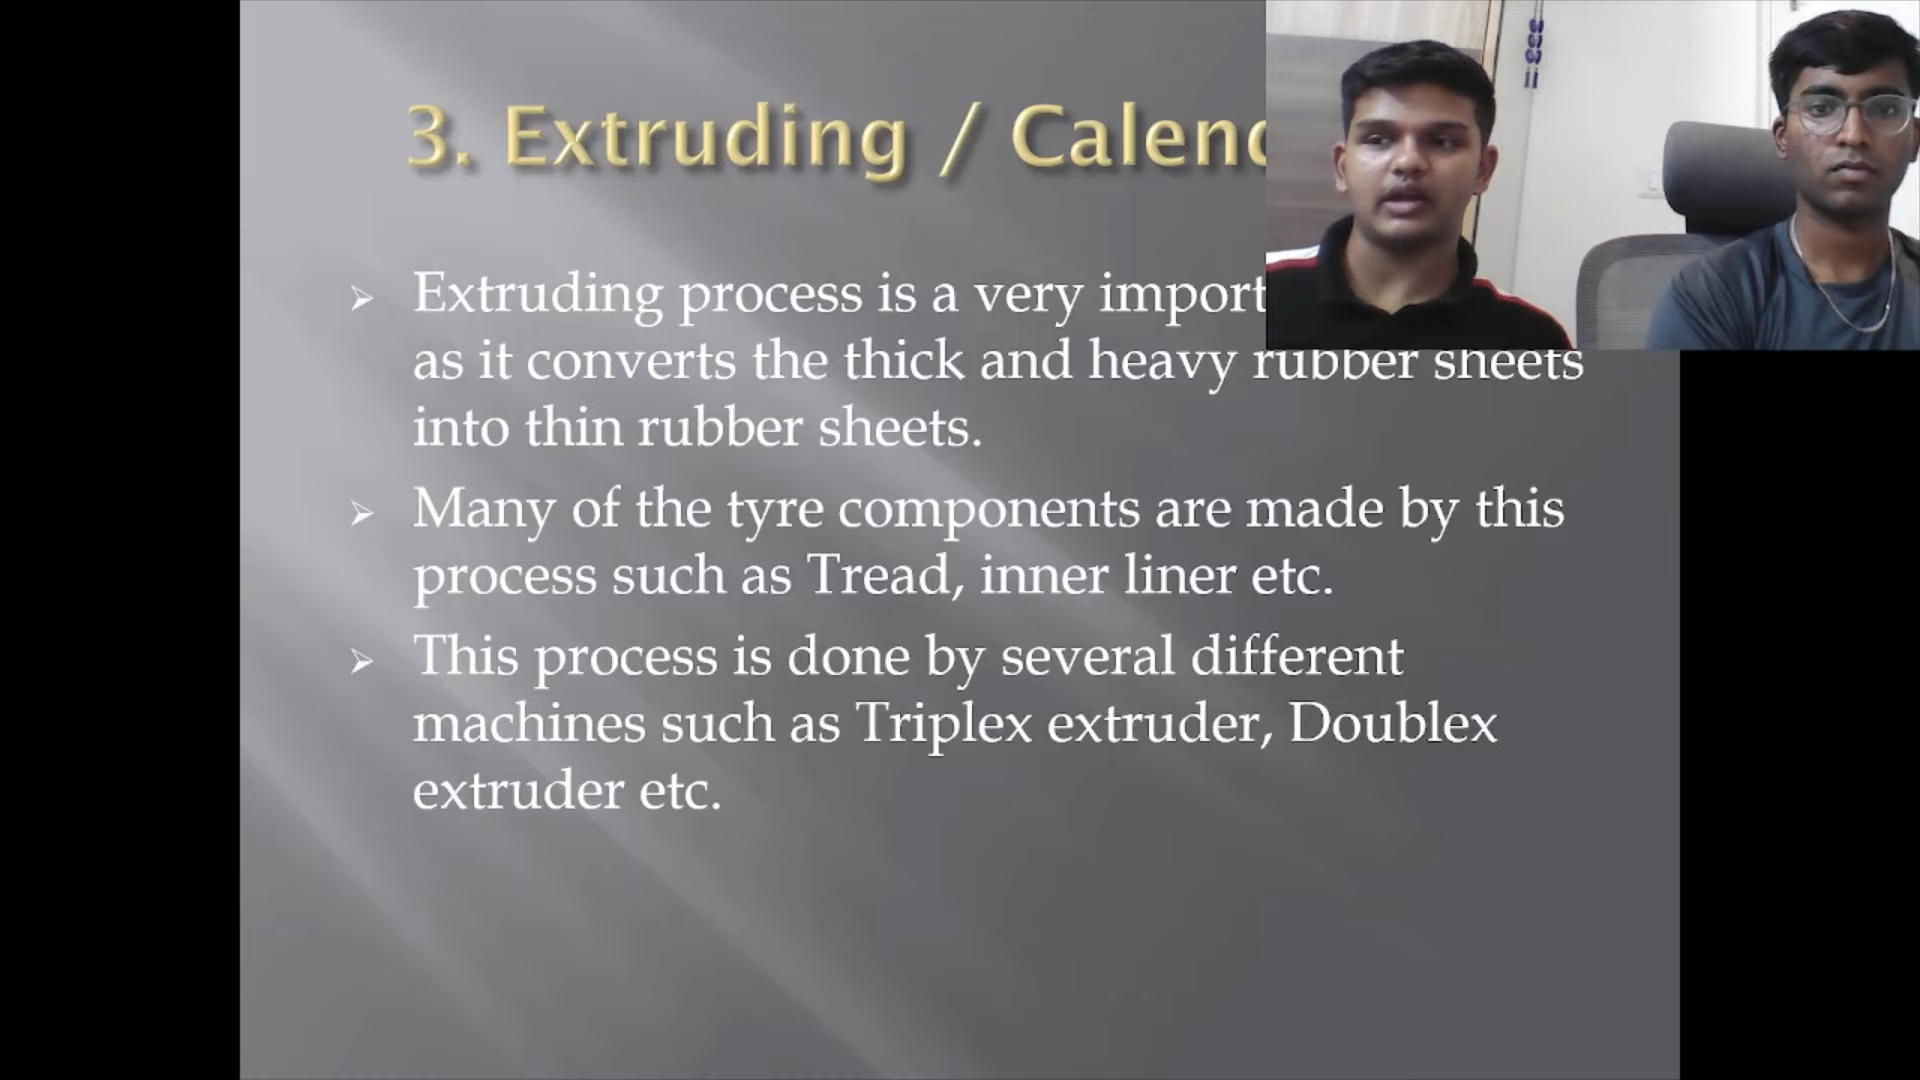 3. Extruding / Calend
Extruding process is a very import
as it converts the thick and heavy rubber sheets
into thin rubber sheets.
Many of the tyre components are made by this
process such as Tread, inner liner etc.
This process is done by several different
machines such as Triplex extruder, Doublex
extruder etc.